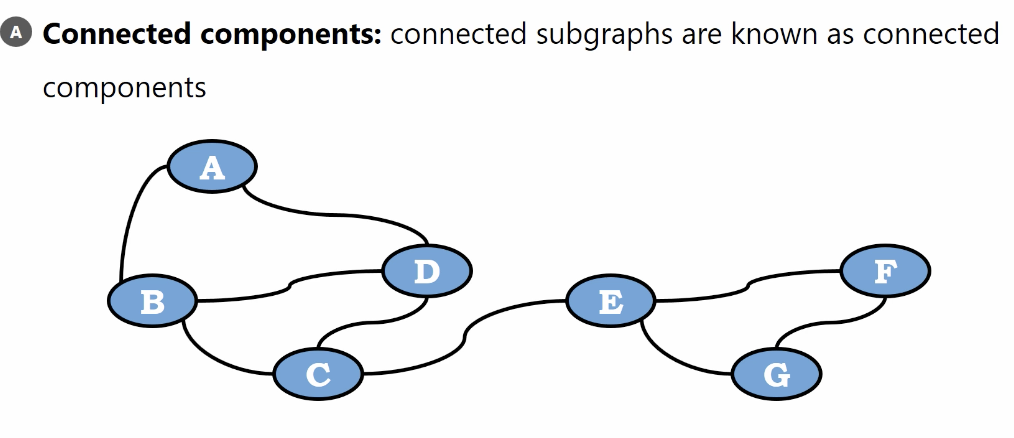 A Connected components: connected subgraphs are known as connected
components
A
D
F
B
E
C
G